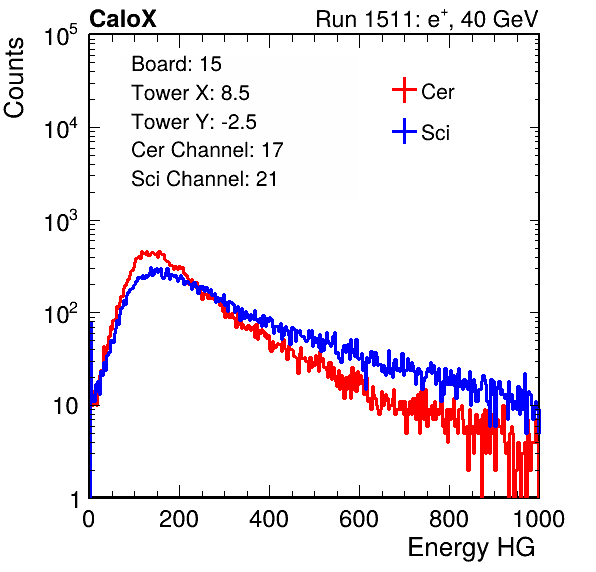 CaloX Run 1511: e⁺, 40 GeV
Counts
Board: 15
Tower X: 8.5
Tower Y: -2.5
Cer Channel: 17
Sci Channel: 21
Cer
Sci
10⁵
10⁴
10³
10²
10
1
0 200 400 600 800 1000
Energy HG